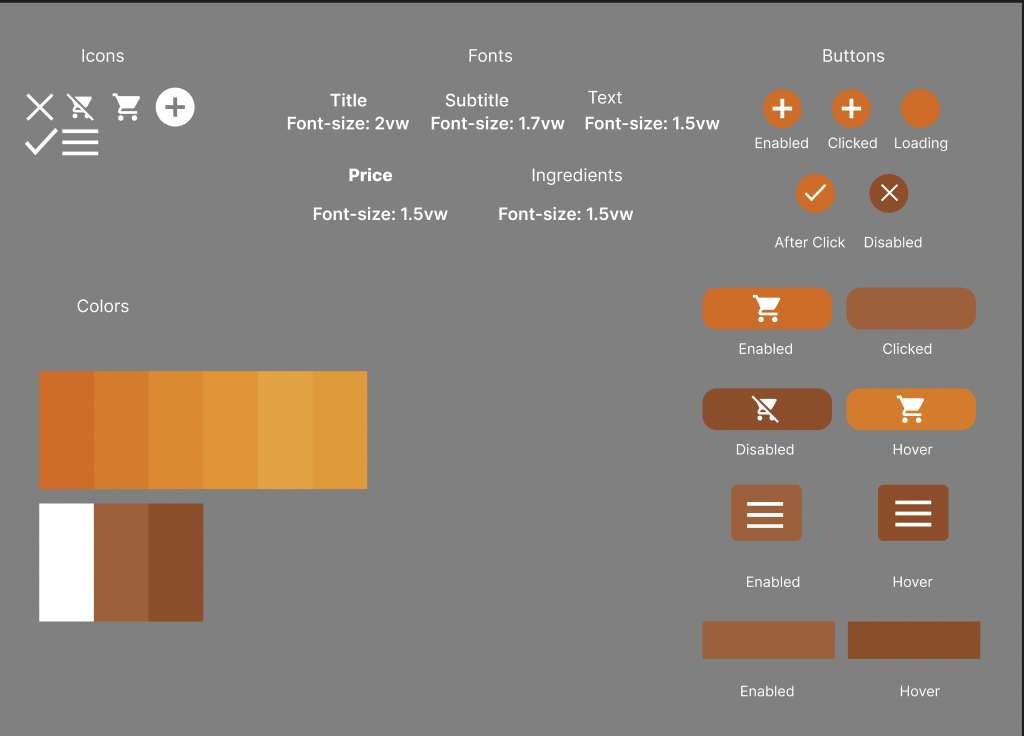 Icons
Fonts
Title
Font-size: 2vw
Subtitle
Font-size: 1.7vw
Text
Font-size: 1.5vw
Price
Font-size: 1.5vw
Ingredients
Font-size: 1.5vw
Buttons
Enabled
Clicked
Loading
After Click
Disabled
Enabled
Clicked
Disabled
Hover
Enabled
Hover
Enabled
Hover
Colors